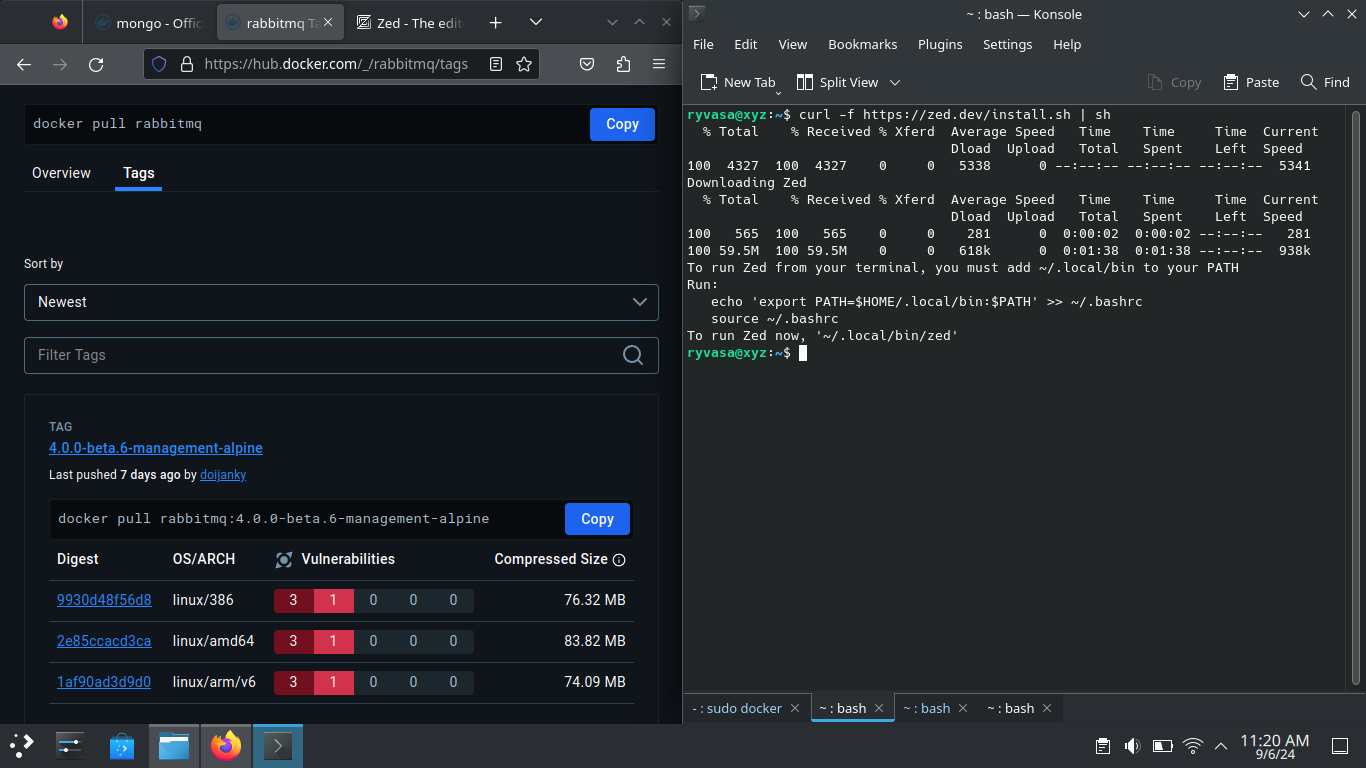 mongo - Offic
rabbitmq Ta
Zed - The edit
https://hub.docker.com/_/rabbitmq/tags
docker pull rabbitmq
Copy
Overview
Tags
Sort by
Newest
Filter Tags
TAG
4.0.0-beta.6-management-alpine
Last pushed 7 days ago by doijanky
docker pull rabbitmq:4.0.0-beta.6-management-alpine
Copy
Digest OS/ARCH Vulnerabilities Compressed Size
9930d48f56d8 linux/386 3 1 0 0 0 76.32 MB
2e85ccacd3ca linux/amd64 3 1 0 0 0 83.82 MB
1af90ad3d9d0 linux/arm/v6 3 1 0 0 0 74.09 MB
~ : bash — Konsole
File Edit View Bookmarks Plugins Settings Help
New Tab Split View Copy Paste Find
ryvasa@xyz:~$ curl -f https://zed.dev/install.sh | sh
  % Total    % Received % Xferd  Average Speed   Time    Time     Time  Current
                                 Dload  Upload   Total   Spent    Left  Speed
100  4327  100  4327    0     0   5338      0 --:--:-- --:--:-- --:--:--  5341
Downloading Zed
  % Total    % Received % Xferd  Average Speed   Time    Time     Time  Current
                                 Dload  Upload   Total   Spent    Left  Speed
100   565  100   565    0     0    281      0  0:00:02  0:00:02 --:--:--   281
100 59.5M  100 59.5M    0     0   618k      0  0:01:38  0:01:38 --:--:--  938k
To run Zed from your terminal, you must add ~/.local/bin to your PATH
Run:
   echo 'export PATH=$HOME/.local/bin:$PATH' >> ~/.bashrc
   source ~/.bashrc
To run Zed now, '~/.local/bin/zed'
ryvasa@xyz:~$
- : sudo docker
~ : bash
~ : bash
~ : bash
11:20 AM
9/6/24